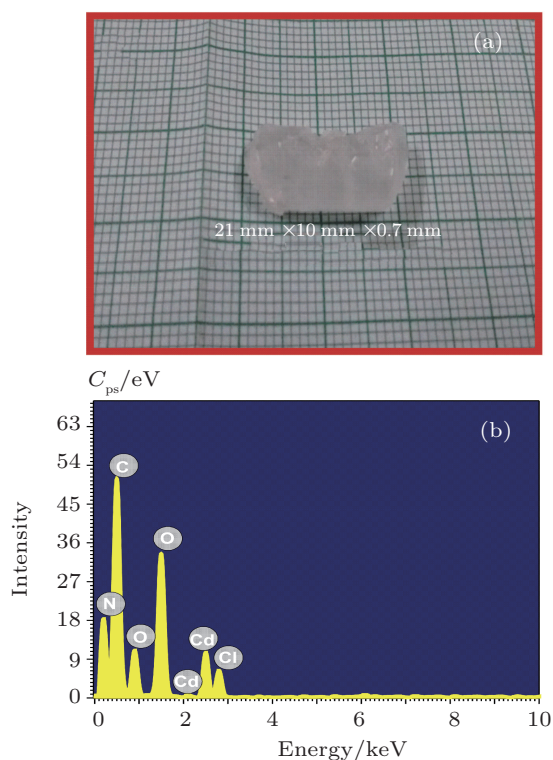 (a)
21 mm ×10 mm ×0.7 mm
C_ps/eV
(b)
63
54
45
36
27
18
9
0
Intensity
C
O
N
O
Cd
Cd
Cl
0 2 4 6 8 10
Energy/keV